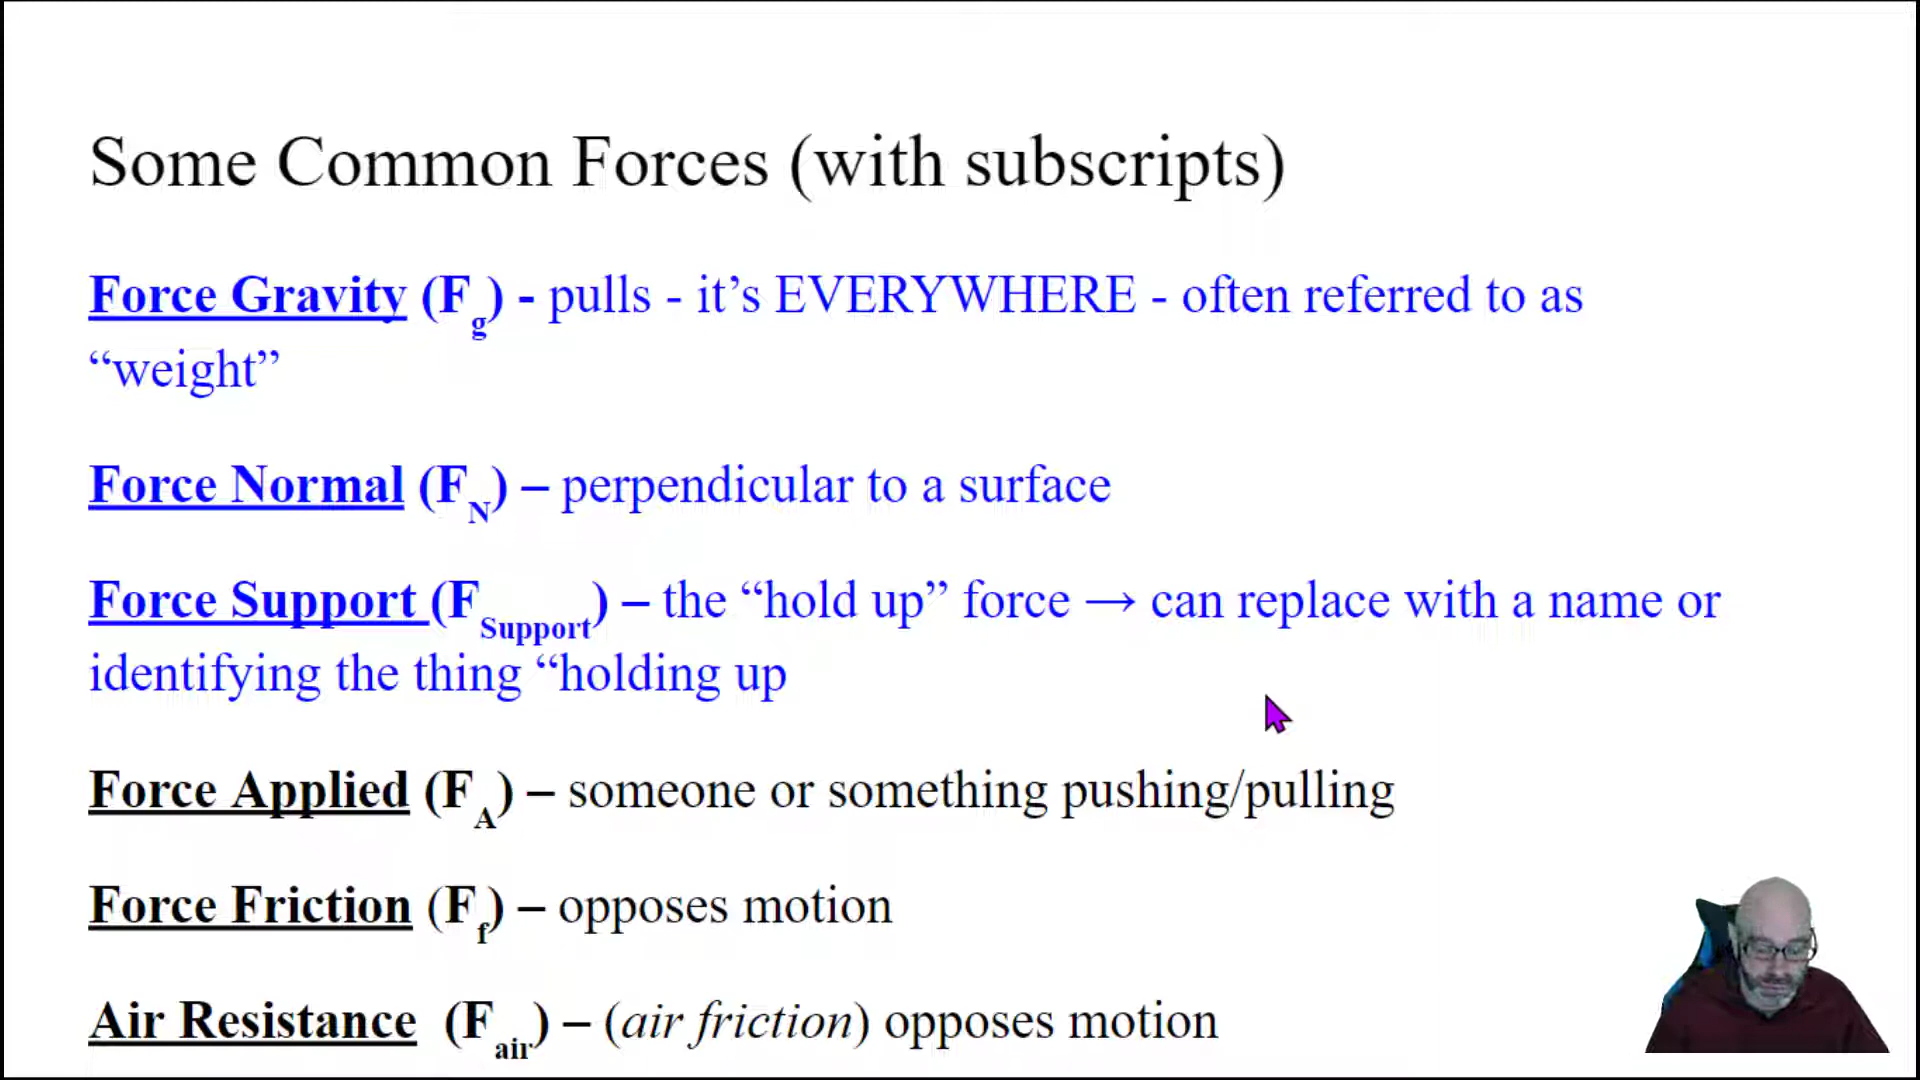 Some Common Forces (with subscripts)
Force Gravity (Fg) - pulls - it’s EVERYWHERE - often referred to as
“weight”
Force Normal (FN) – perpendicular to a surface
Force Support (FSupport) – the “hold up” force → can replace with a name or
identifying the thing “holding up
Force Applied (FA) – someone or something pushing/pulling
Force Friction (Ff) – opposes motion
Air Resistance (Fair) – (air friction) opposes motion